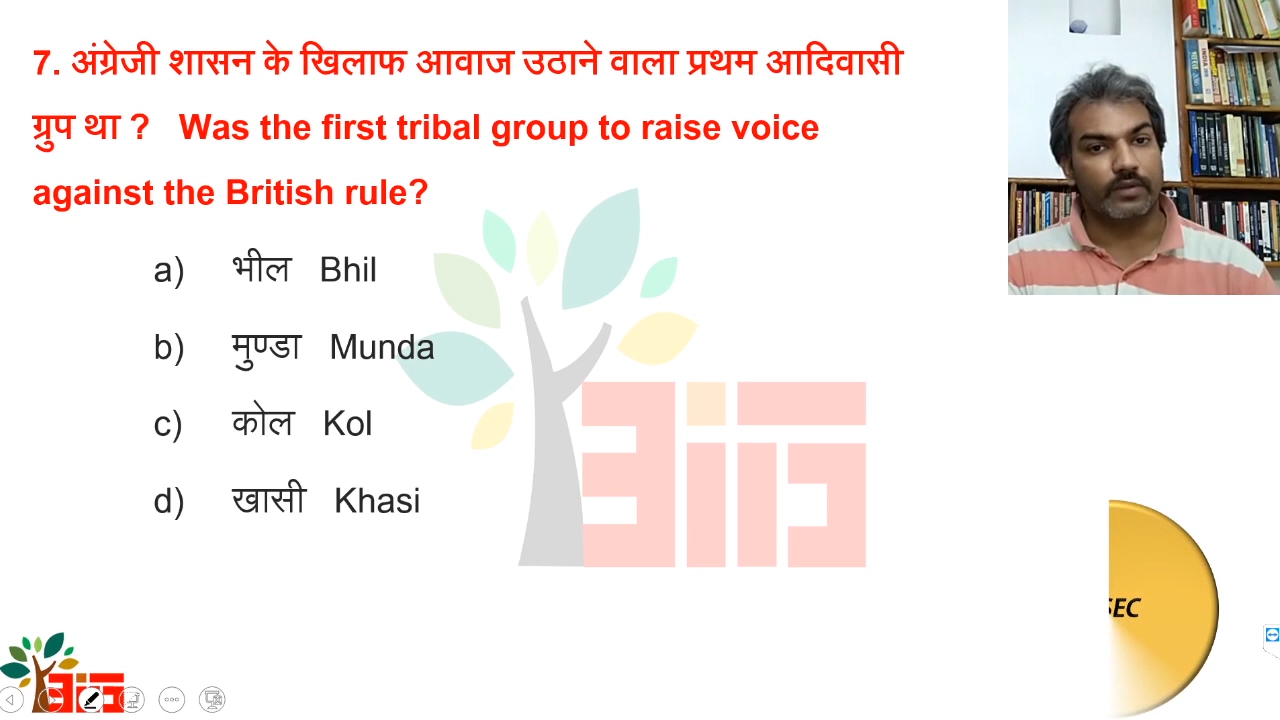 7. अंग्रेजी शासन के खिलाफ आवाज उठाने वाला प्रथम आदिवासी
ग्रुप था ? Was the first tribal group to raise voice
against the British rule?
a) भील Bhil
b) मुण्डा Munda
c) कोल Kol
d) खासी Khasi
SEC